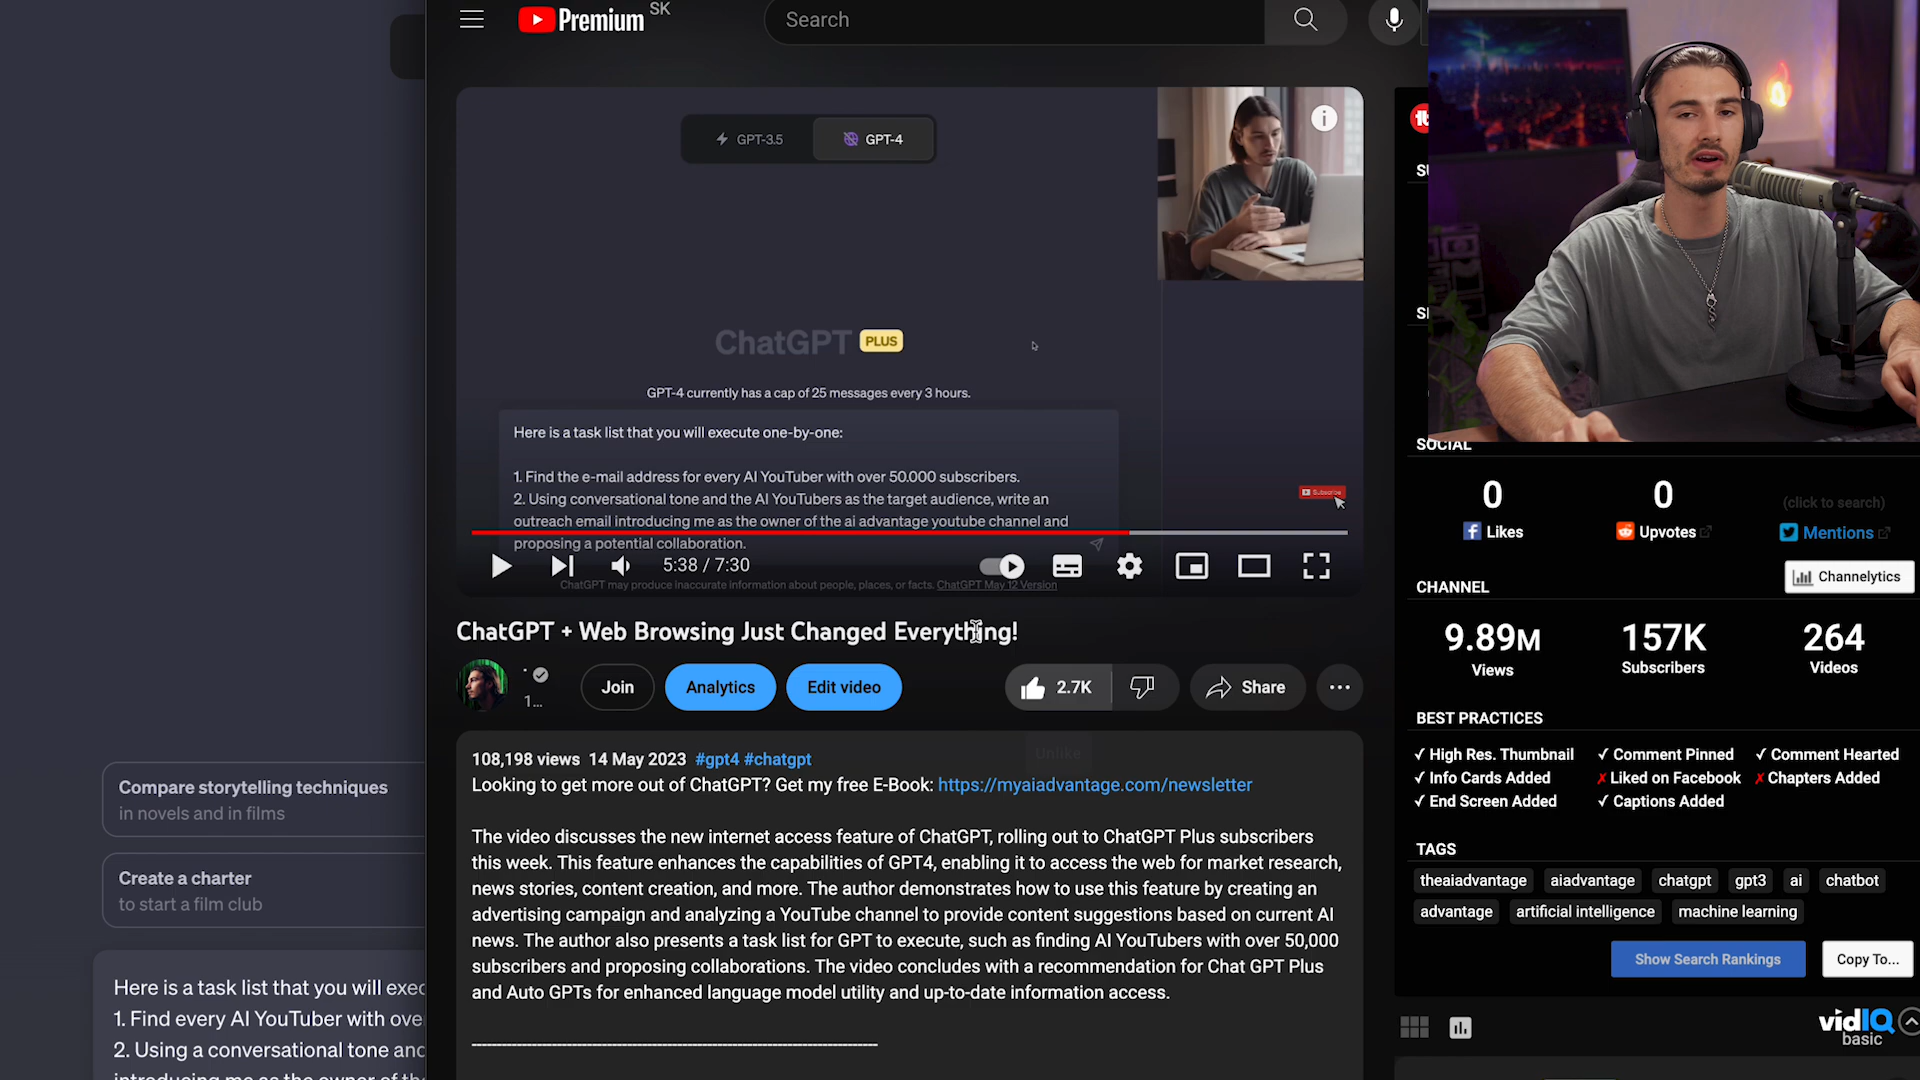 Premium SK
Search
GPT-3.5
GPT-4
ChatGPT PLUS
GPT-4 currently has a cap of 25 messages every 3 hours.
Here is a task list that you will execute one-by-one:
1. Find the e-mail address for every AI YouTuber with over 50.000 subscribers.
2. Using conversational tone and the AI YouTubers as the target audience, write an
outreach email introducing me as the owner of the ai advantage youtube channel and
proposing a potential collaboration.
Subscribe
5:38 / 7:30
ChatGPT may produce inaccurate information about people, places, or facts. ChatGPT May 12 Version
ChatGPT + Web Browsing Just Changed Everything!
1...
Join
Analytics
Edit video
2.7K
Share
Unlike
108,198 views 14 May 2023 #gpt4 #chatgpt
Looking to get more out of ChatGPT? Get my free E-Book: https://myaiadvantage.com/newsletter
The video discusses the new internet access feature of ChatGPT, rolling out to ChatGPT Plus subscribers
this week. This feature enhances the capabilities of GPT4, enabling it to access the web for market research,
news stories, content creation, and more. The author demonstrates how to use this feature by creating an
advertising campaign and analyzing a YouTube channel to provide content suggestions based on current AI
news. The author also presents a task list for GPT to execute, such as finding AI YouTubers with over 50,000
subscribers and proposing collaborations. The video concludes with a recommendation for Chat GPT Plus
and Auto GPTs for enhanced language model utility and up-to-date information access.
Compare storytelling techniques
in novels and in films
Create a charter
to start a film club
Here is a task list that you will exec
1. Find every AI YouTuber with ove
2. Using a conversational tone and
introducing me as the owner of th
SOCIAL
0
Likes
0
Upvotes
(click to search)
Mentions
CHANNEL
Channelytics
9.89M
Views
157K
Subscribers
264
Videos
BEST PRACTICES
✓ High Res. Thumbnail ✓ Comment Pinned ✓ Comment Hearted
✓ Info Cards Added ✗ Liked on Facebook ✗ Chapters Added
✓ End Screen Added ✓ Captions Added
TAGS
theaiadvantage aiadvantage chatgpt gpt3 ai chatbot
advantage artificial intelligence machine learning
Show Search Rankings
Copy To...
vidIQ
basic